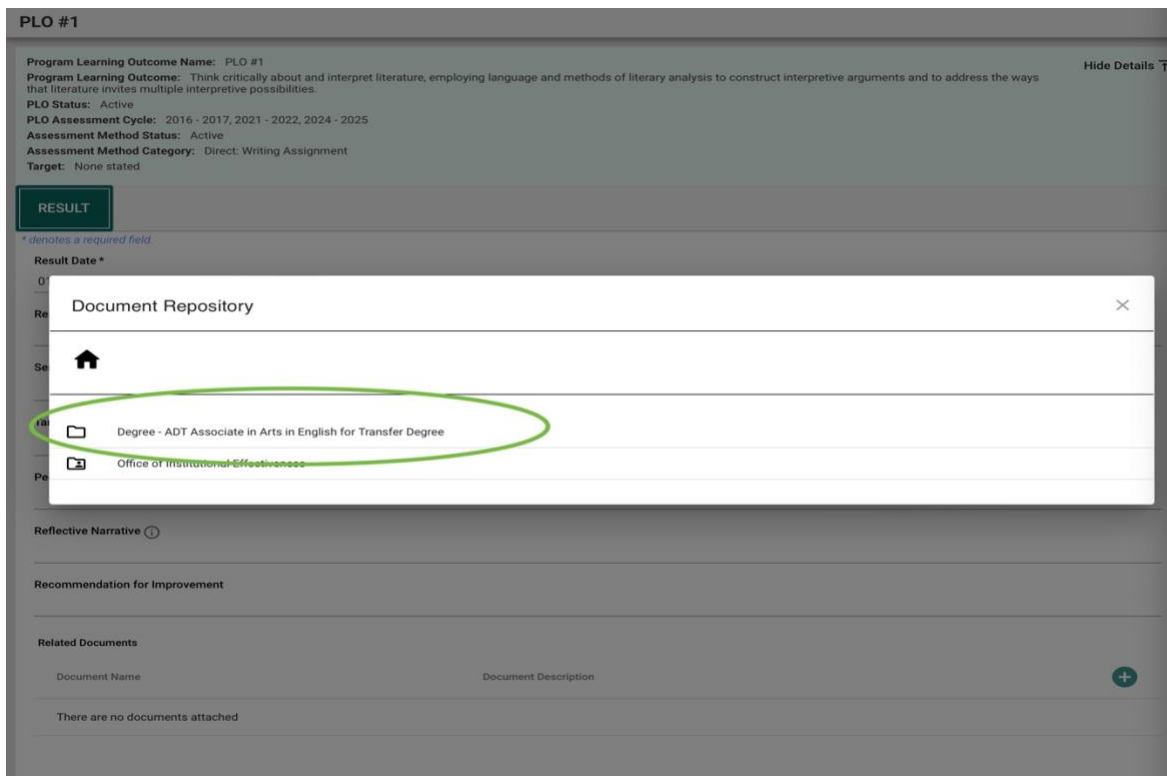 PLO #1
Program Learning Outcome Name: PLO #1
Hide Details
Program Learning Outcome: Think critically about and interpret literature, employing language and methods of literary analysis to construct interpretive arguments and to address the ways
that literature invites multiple interpretive possibilities.
PLO Status: Active
PLO Assessment Cycle: 2016 - 2017, 2021 - 2022, 2024 - 2025
Assessment Method Status: Active
Assessment Method Category: Direct: Writing Assignment
Target: None stated
RESULT
* denotes a required field.
Result Date *
01
Document Repository
Re
Se
Degree - ADT Associate in Arts in English for Transfer Degree
Office of Institutional Effectiveness
Pe
Reflective Narrative
Recommendation for Improvement
Related Documents
Document Name Document Description
There are no documents attached